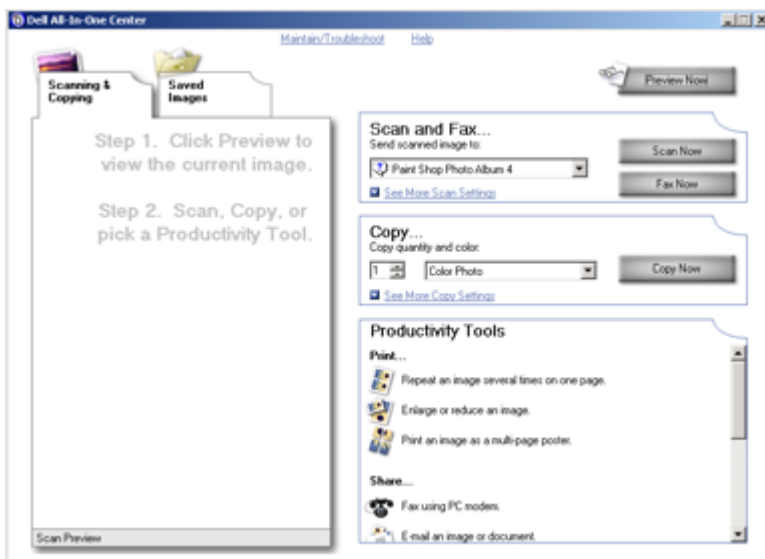 Dell All-In-One Center
Maintain/Troubleshoot Help
Scanning &
Copying
Saved
Images
Preview Now
Step 1. Click Preview to
view the current image.
Step 2. Scan, Copy, or
pick a Productivity Tool.
Scan Preview
Scan and Fax...
Send scanned image to:
Paint Shop Photo Album 4
See More Scan Settings
Scan Now
Fax Now
Copy...
Copy quantity and color:
1 Color Photo
See More Copy Settings
Copy Now
Productivity Tools
Print...
Repeat an image several times on one page.
Enlarge or reduce an image.
Print an image as a multi-page poster.
Share...
Fax using PC modem.
E-mail an image or document.